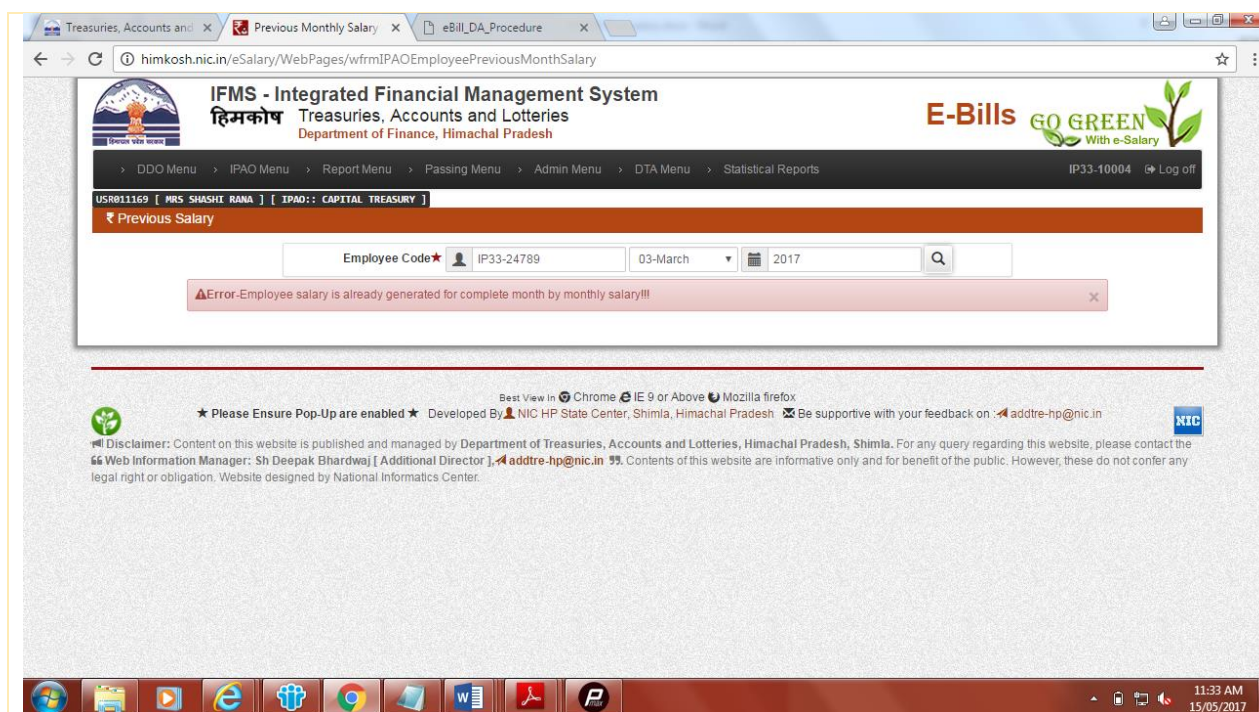 Treasuries, Accounts and
Previous Monthly Salary
eBill_DA_Procedure
himkosh.nic.in/eSalary/WebPages/wfrmIPAOEmployeePreviousMonthSalary
IFMS - Integrated Financial Management System
हिमकोष Treasuries, Accounts and Lotteries
Department of Finance, Himachal Pradesh
E-Bills
GO GREEN
With e-Salary
› DDO Menu › IPAO Menu › Report Menu › Passing Menu › Admin Menu › DTA Menu › Statistical Reports
IP33-10004 Log off
USR011169 [ MRS SHASHI RANA ] [ IPAO:: CAPITAL TREASURY ]
₹ Previous Salary
Employee Code★ IP33-24789 03-March 2017
Error-Employee salary is already generated for complete month by monthly salary!!!
Best View in Chrome IE 9 or Above Mozilla firefox
★ Please Ensure Pop-Up are enabled ★ Developed By NIC HP State Center, Shimla, Himachal Pradesh Be supportive with your feedback on : addtre-hp@nic.in
NIC
Disclaimer: Content on this website is published and managed by Department of Treasuries, Accounts and Lotteries, Himachal Pradesh, Shimla. For any query regarding this website, please contact the
Web Information Manager: Sh Deepak Bhardwaj [ Additional Director ], addtre-hp@nic.in . Contents of this website are informative only and for benefit of the public. However, these do not confer any
legal right or obligation. Website designed by National Informatics Center.
11:33 AM
15/05/2017